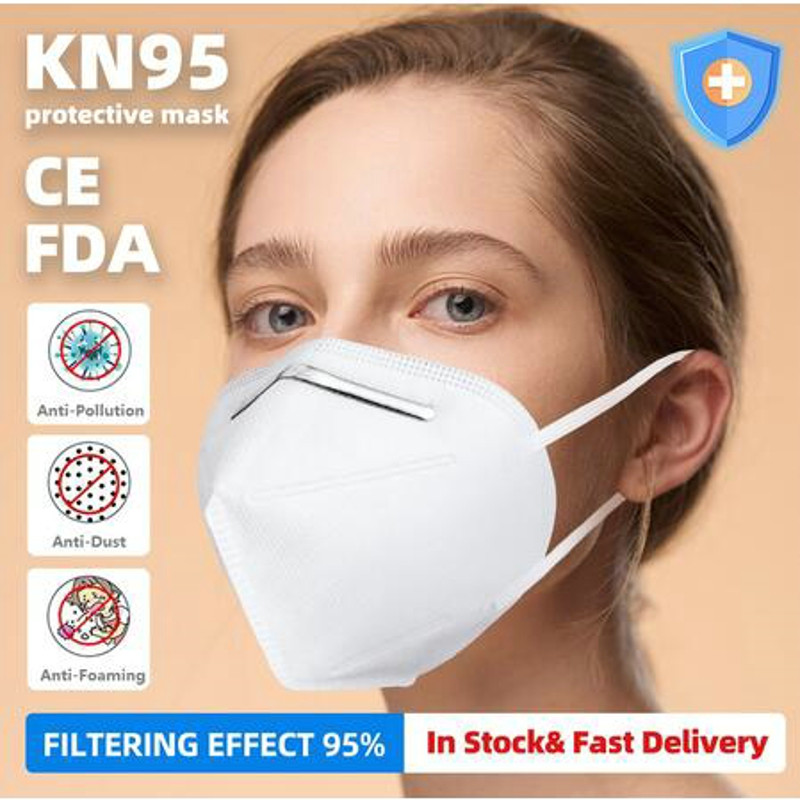 KN95
protective mask
CE
FDA
Anti-Pollution
Anti-Dust
Anti-Foaming
FILTERING EFFECT 95%
In Stock& Fast Delivery